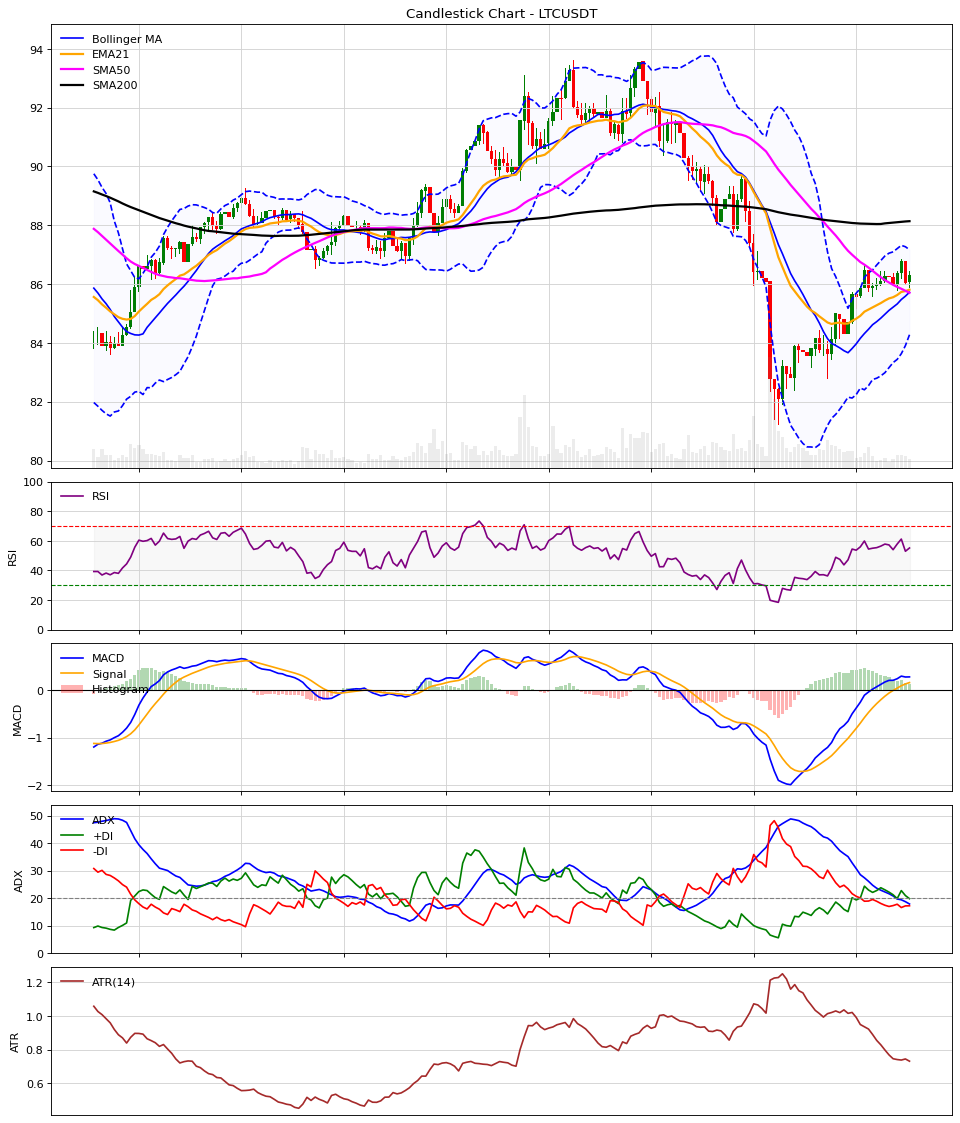 Candlestick Chart - LTCUSDT
Bollinger MA
EMA21
SMA50
SMA200
94
92
90
88
86
84
82
80
RSI
RSI
100
80
60
40
20
0
MACD
Signal
Histogram
MACD
0
−1
−2
ADX
+DI
-DI
ADX
50
40
30
20
10
0
ATR(14)
ATR
1.2
1.0
0.8
0.6